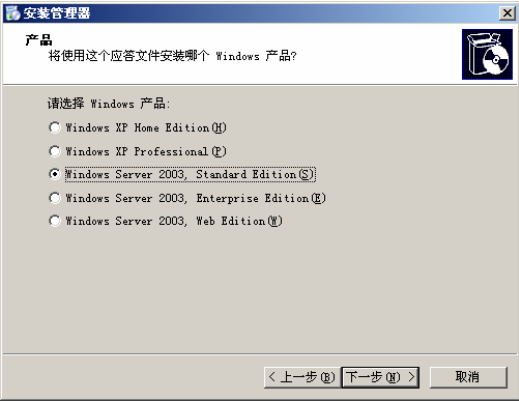 安装管理器
产品
将使用这个应答文件安装哪个 Windows 产品?
请选择 Windows 产品:
Windows XP Home Edition(H)
Windows XP Professional(P)
Windows Server 2003, Standard Edition(S)
Windows Server 2003, Enterprise Edition(E)
Windows Server 2003, Web Edition(W)
< 上一步(B) 下一步(N) > 取消